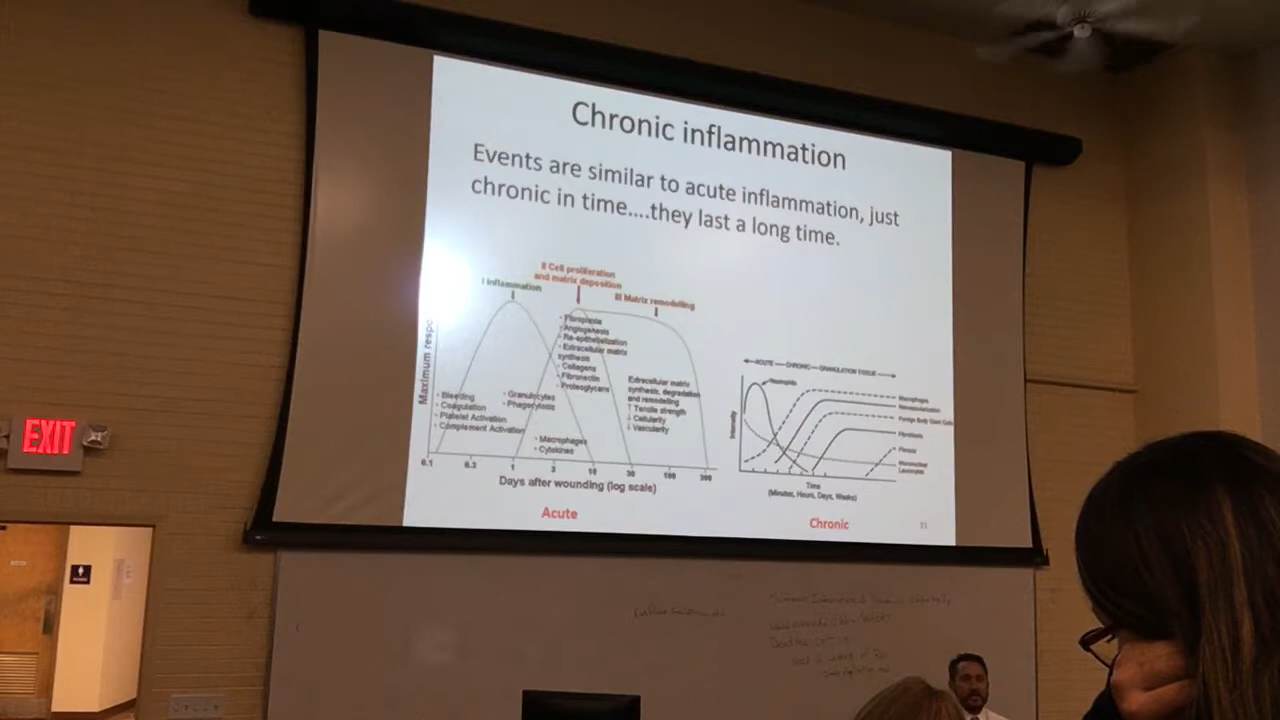 Chronic inflammation
Events are similar to acute inflammation, just
chronic in time....they last a long time.
II Cell proliferation
and matrix deposition
I Inflammation
III Matrix remodelling
Maximum respo
• Fibroplasia
• Angiogenesis
• Re-epithelialization
• Extracellular matrix
synthesis
• Collagens
• Fibronectin
• Proteoglycans
• Bleeding
• Coagulation
• Platelet Activation
• Complement Activation
• Granulocytes
• Phagocytosis
• Macrophages
• Cytokines
Extracellular matrix
synthesis, degradation
and remodelling
↑ Tensile strength
↓ Cellularity
↓ Vascularity
0.1 0.3 1 3 10 30 100 300
Days after wounding (log scale)
Acute
ACUTE — CHRONIC — GRANULATION TISSUE
Neutrophils
Intensity
Macrophages
Neovascularization
Foreign Body Giant Cells
Fibroblasts
Fibrosis
Mononuclear
Leucocytes
Time
(Minutes, Hours, Days, Weeks)
Chronic
31
EXIT